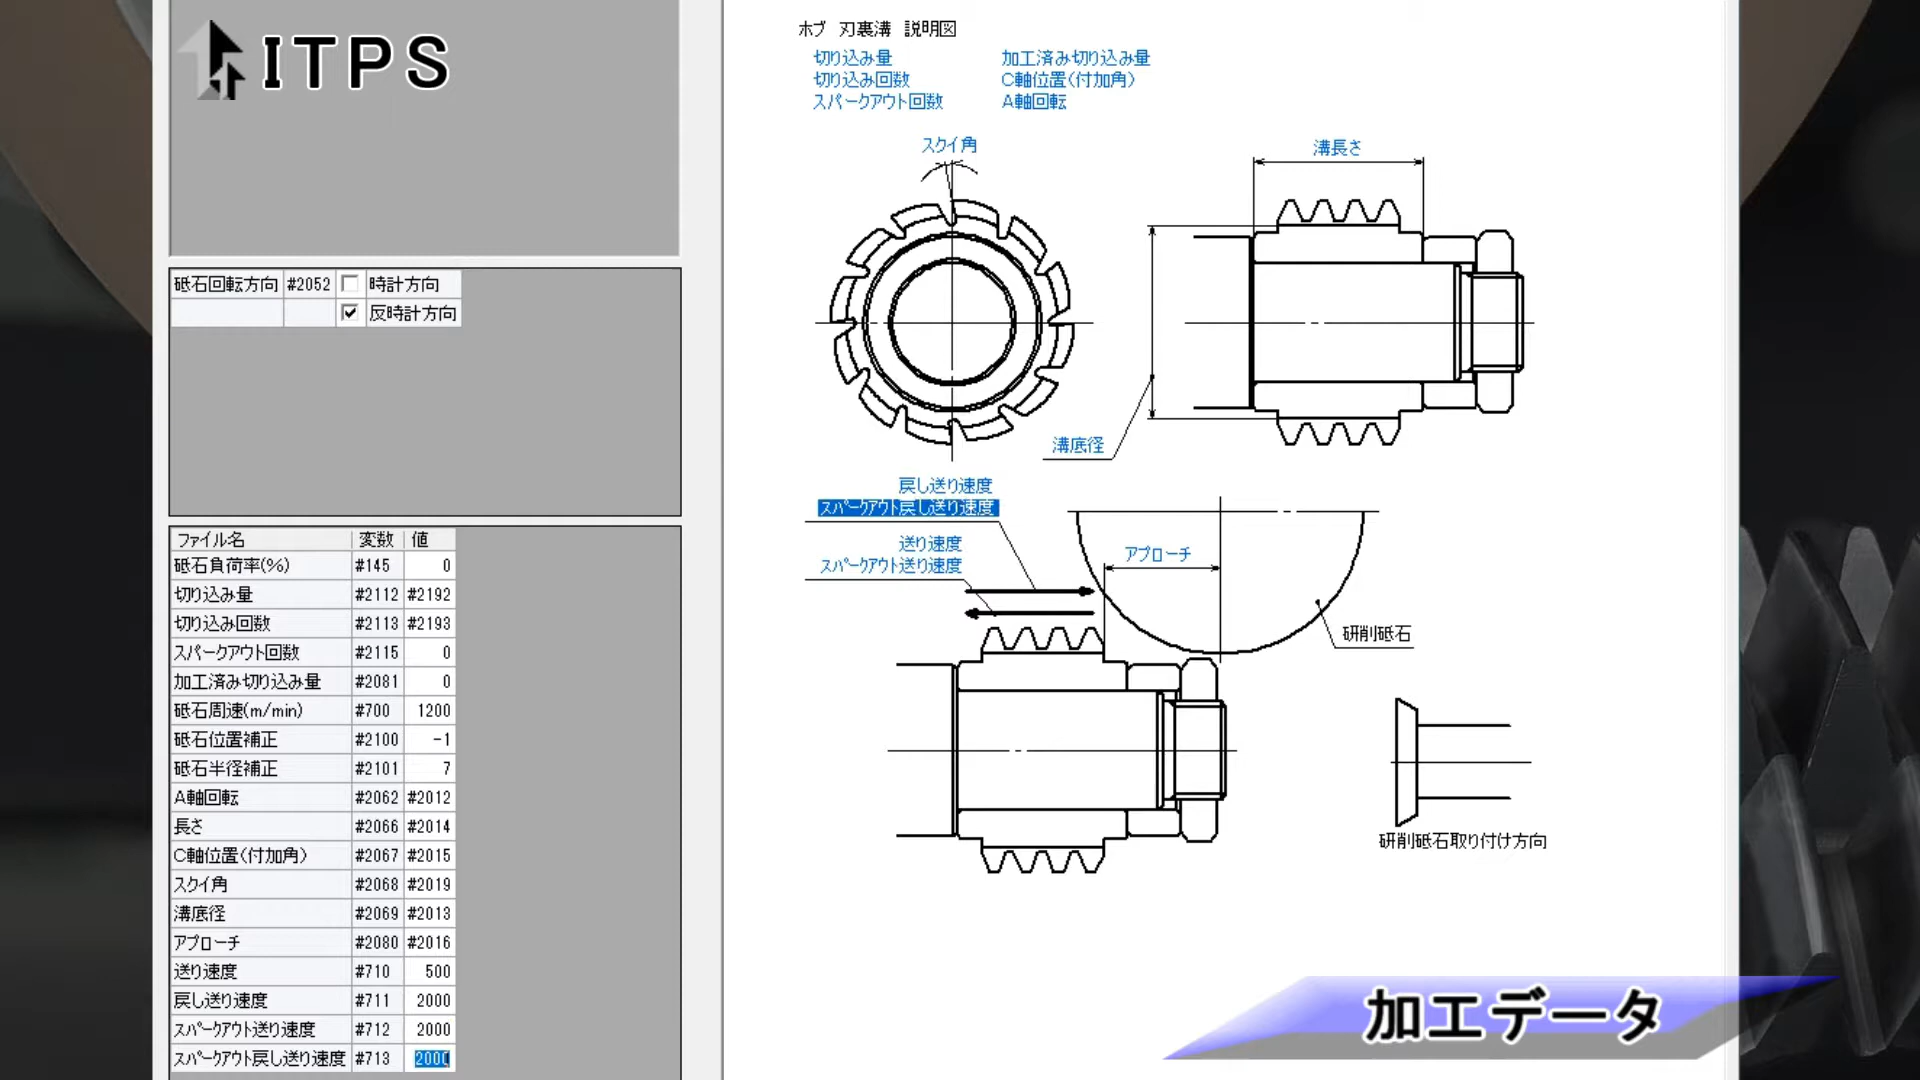 ITPS
砥石回転方向 #2052 時計方向
反時計方向
ファイル名 変数 値
砥石負荷率(%) #145 0
切り込み量 #2112 #2192
切り込み回数 #2113 #2193
スパークアウト回数 #2115 0
加工済み切り込み量 #2081 0
砥石周速(m/min) #700 1200
砥石位置補正 #2100 -1
砥石半径補正 #2101 7
A軸回転 #2062 #2012
長さ #2066 #2014
C軸位置(付加角) #2067 #2015
スクイ角 #2068 #2019
溝底径 #2069 #2013
アプローチ #2080 #2016
送り速度 #710 500
戻し送り速度 #711 2000
スパークアウト送り速度 #712 2000
スパークアウト戻し送り速度 #713 2000
ホブ 刃裏溝 説明図
切り込み量 加工済み切り込み量
切り込み回数 C軸位置(付加角)
スパークアウト回数 A軸回転
スクイ角
溝長さ
溝底径
戻し送り速度
スパークアウト戻し送り速度
送り速度
スパークアウト送り速度
アプローチ
研削砥石
研削砥石取り付け方向
加工データ